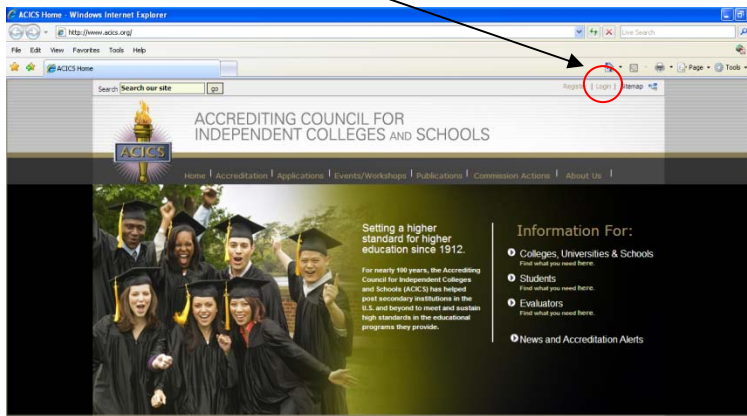 ACICS Home - Windows Internet Explorer
http://www.acics.org/
Live Search
File Edit View Favorites Tools Help
ACICS Home
Page Tools
Search Search our site go
Register | Login | Sitemap
ACCREDITING COUNCIL FOR
INDEPENDENT COLLEGES AND SCHOOLS
ACICS
Home | Accreditation | Applications | Events/Workshops | Publications | Commission Actions | About Us |
Setting a higher
standard for higher
education since 1912.
For nearly 100 years, the Accrediting
Council for Independent Colleges
and Schools (ACICS) has helped
post secondary institutions in the
U.S. and beyond to meet and sustain
high standards in the educational
programs they provide.
Information For:
Colleges, Universities & Schools
Find what you need here.
Students
Find what you need here.
Evaluators
Find what you need here.
News and Accreditation Alerts